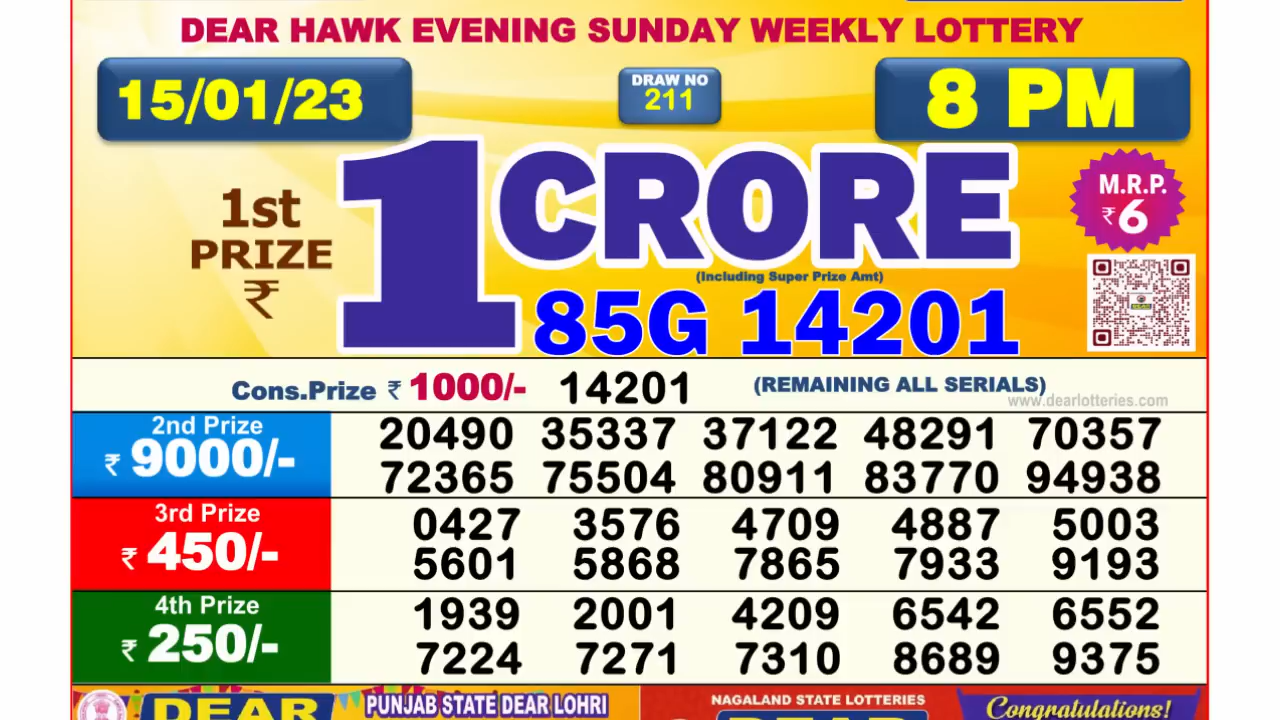 DEAR HAWK EVENING SUNDAY WEEKLY LOTTERY
15/01/23
DRAW NO
211
8 PM
1st
PRIZE
₹
1 CRORE
(Including Super Prize Amt)
85G 14201
M.R.P.
₹ 6
Cons.Prize ₹ 1000/- 14201 (REMAINING ALL SERIALS)
www.dearlotteries.com
2nd Prize
₹ 9000/-
20490 35337 37122 48291 70357
72365 75504 80911 83770 94938
3rd Prize
₹ 450/-
0427 3576 4709 4887 5003
5601 5868 7865 7933 9193
4th Prize
₹ 250/-
1939 2001 4209 6542 6552
7224 7271 7310 8689 9375
DEAR
PUNJAB STATE DEAR LOHRI
NAGALAND STATE LOTTERIES
DEAR
Congratulations!